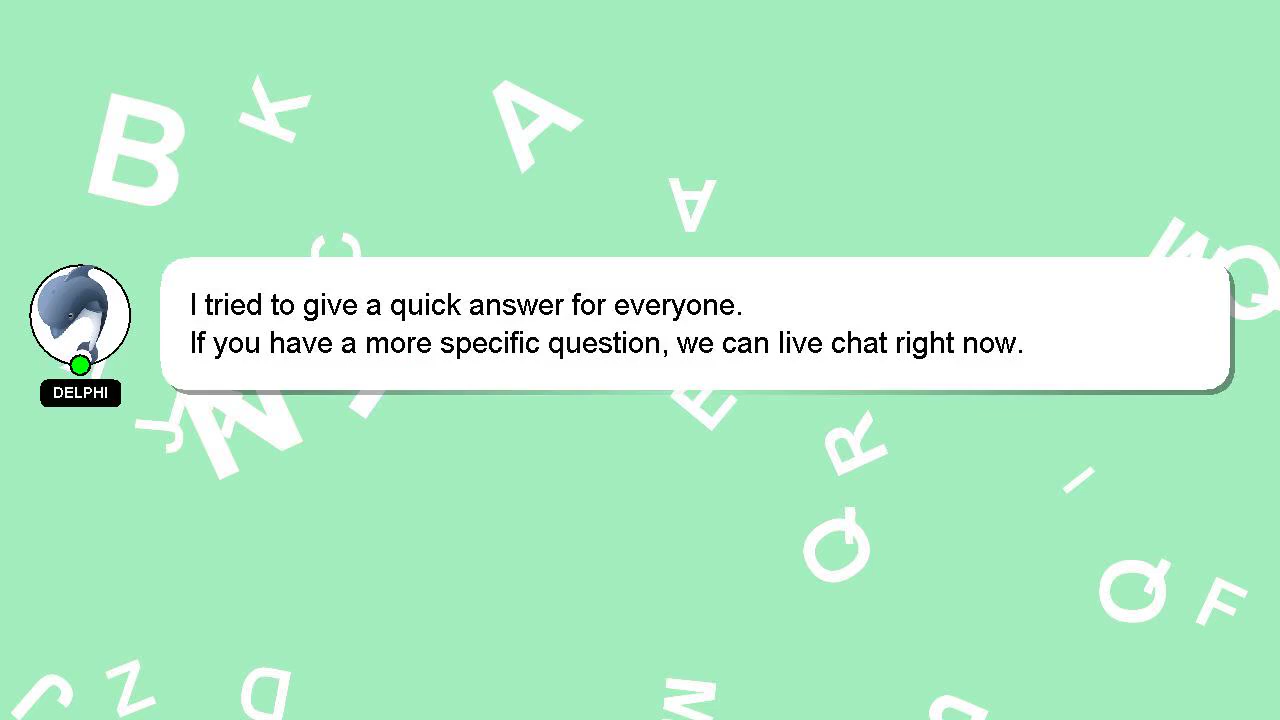 B
K
A
A
C
M
Q
I tried to give a quick answer for everyone.
If you have a more specific question, we can live chat right now.
DELPHI
J
A
N
E
R
I
Q
Q
F
J
Z
D
M